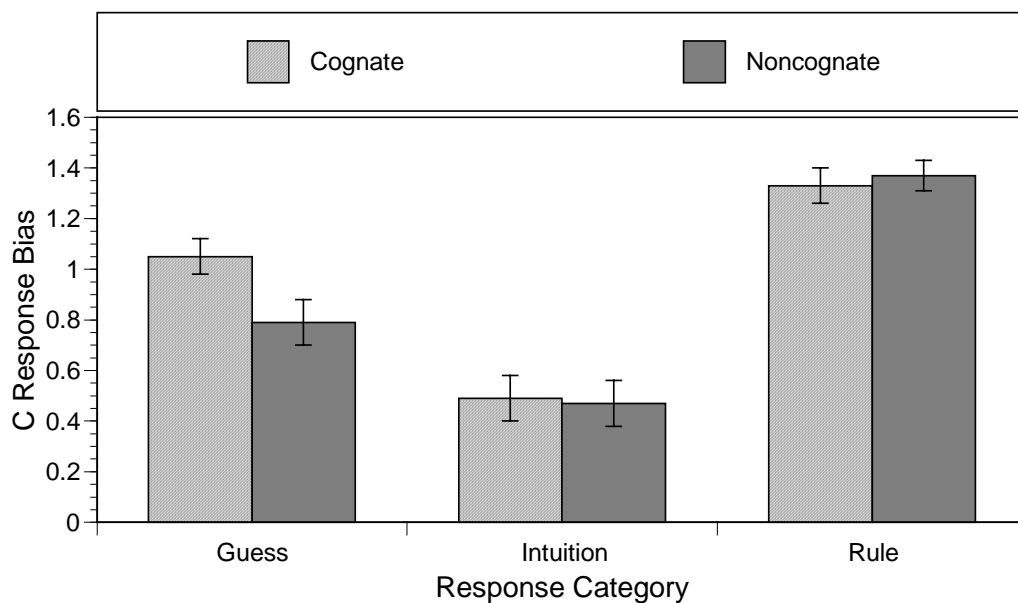 Cognate Noncognate
C Response Bias
1.6
1.4
1.2
1
0.8
0.6
0.4
0.2
0
Guess Intuition Rule
Response Category